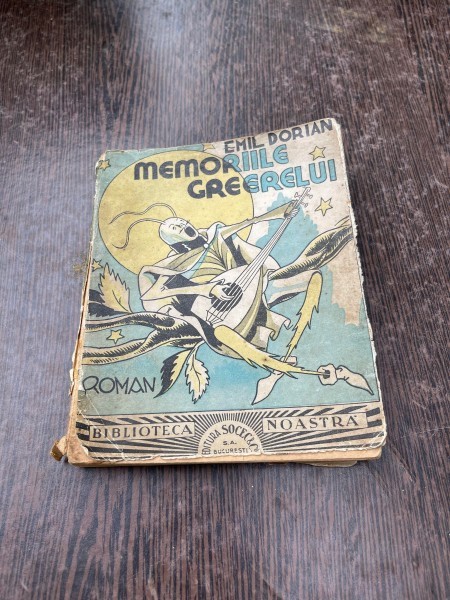 EMIL DORIAN
MEMORIILE
GREERELUI
ROMAN
BIBLIOTECA NOASTRĂ
EDITURA SOCEC & Co.
S.A.
BUCUREȘTI